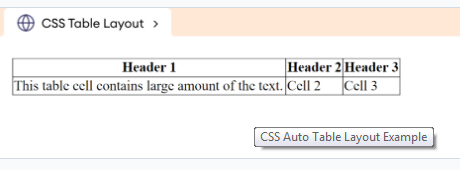 CSS Table Layout >
Header 1 Header 2 Header 3
This table cell contains large amount of the text. Cell 2 Cell 3
CSS Auto Table Layout Example